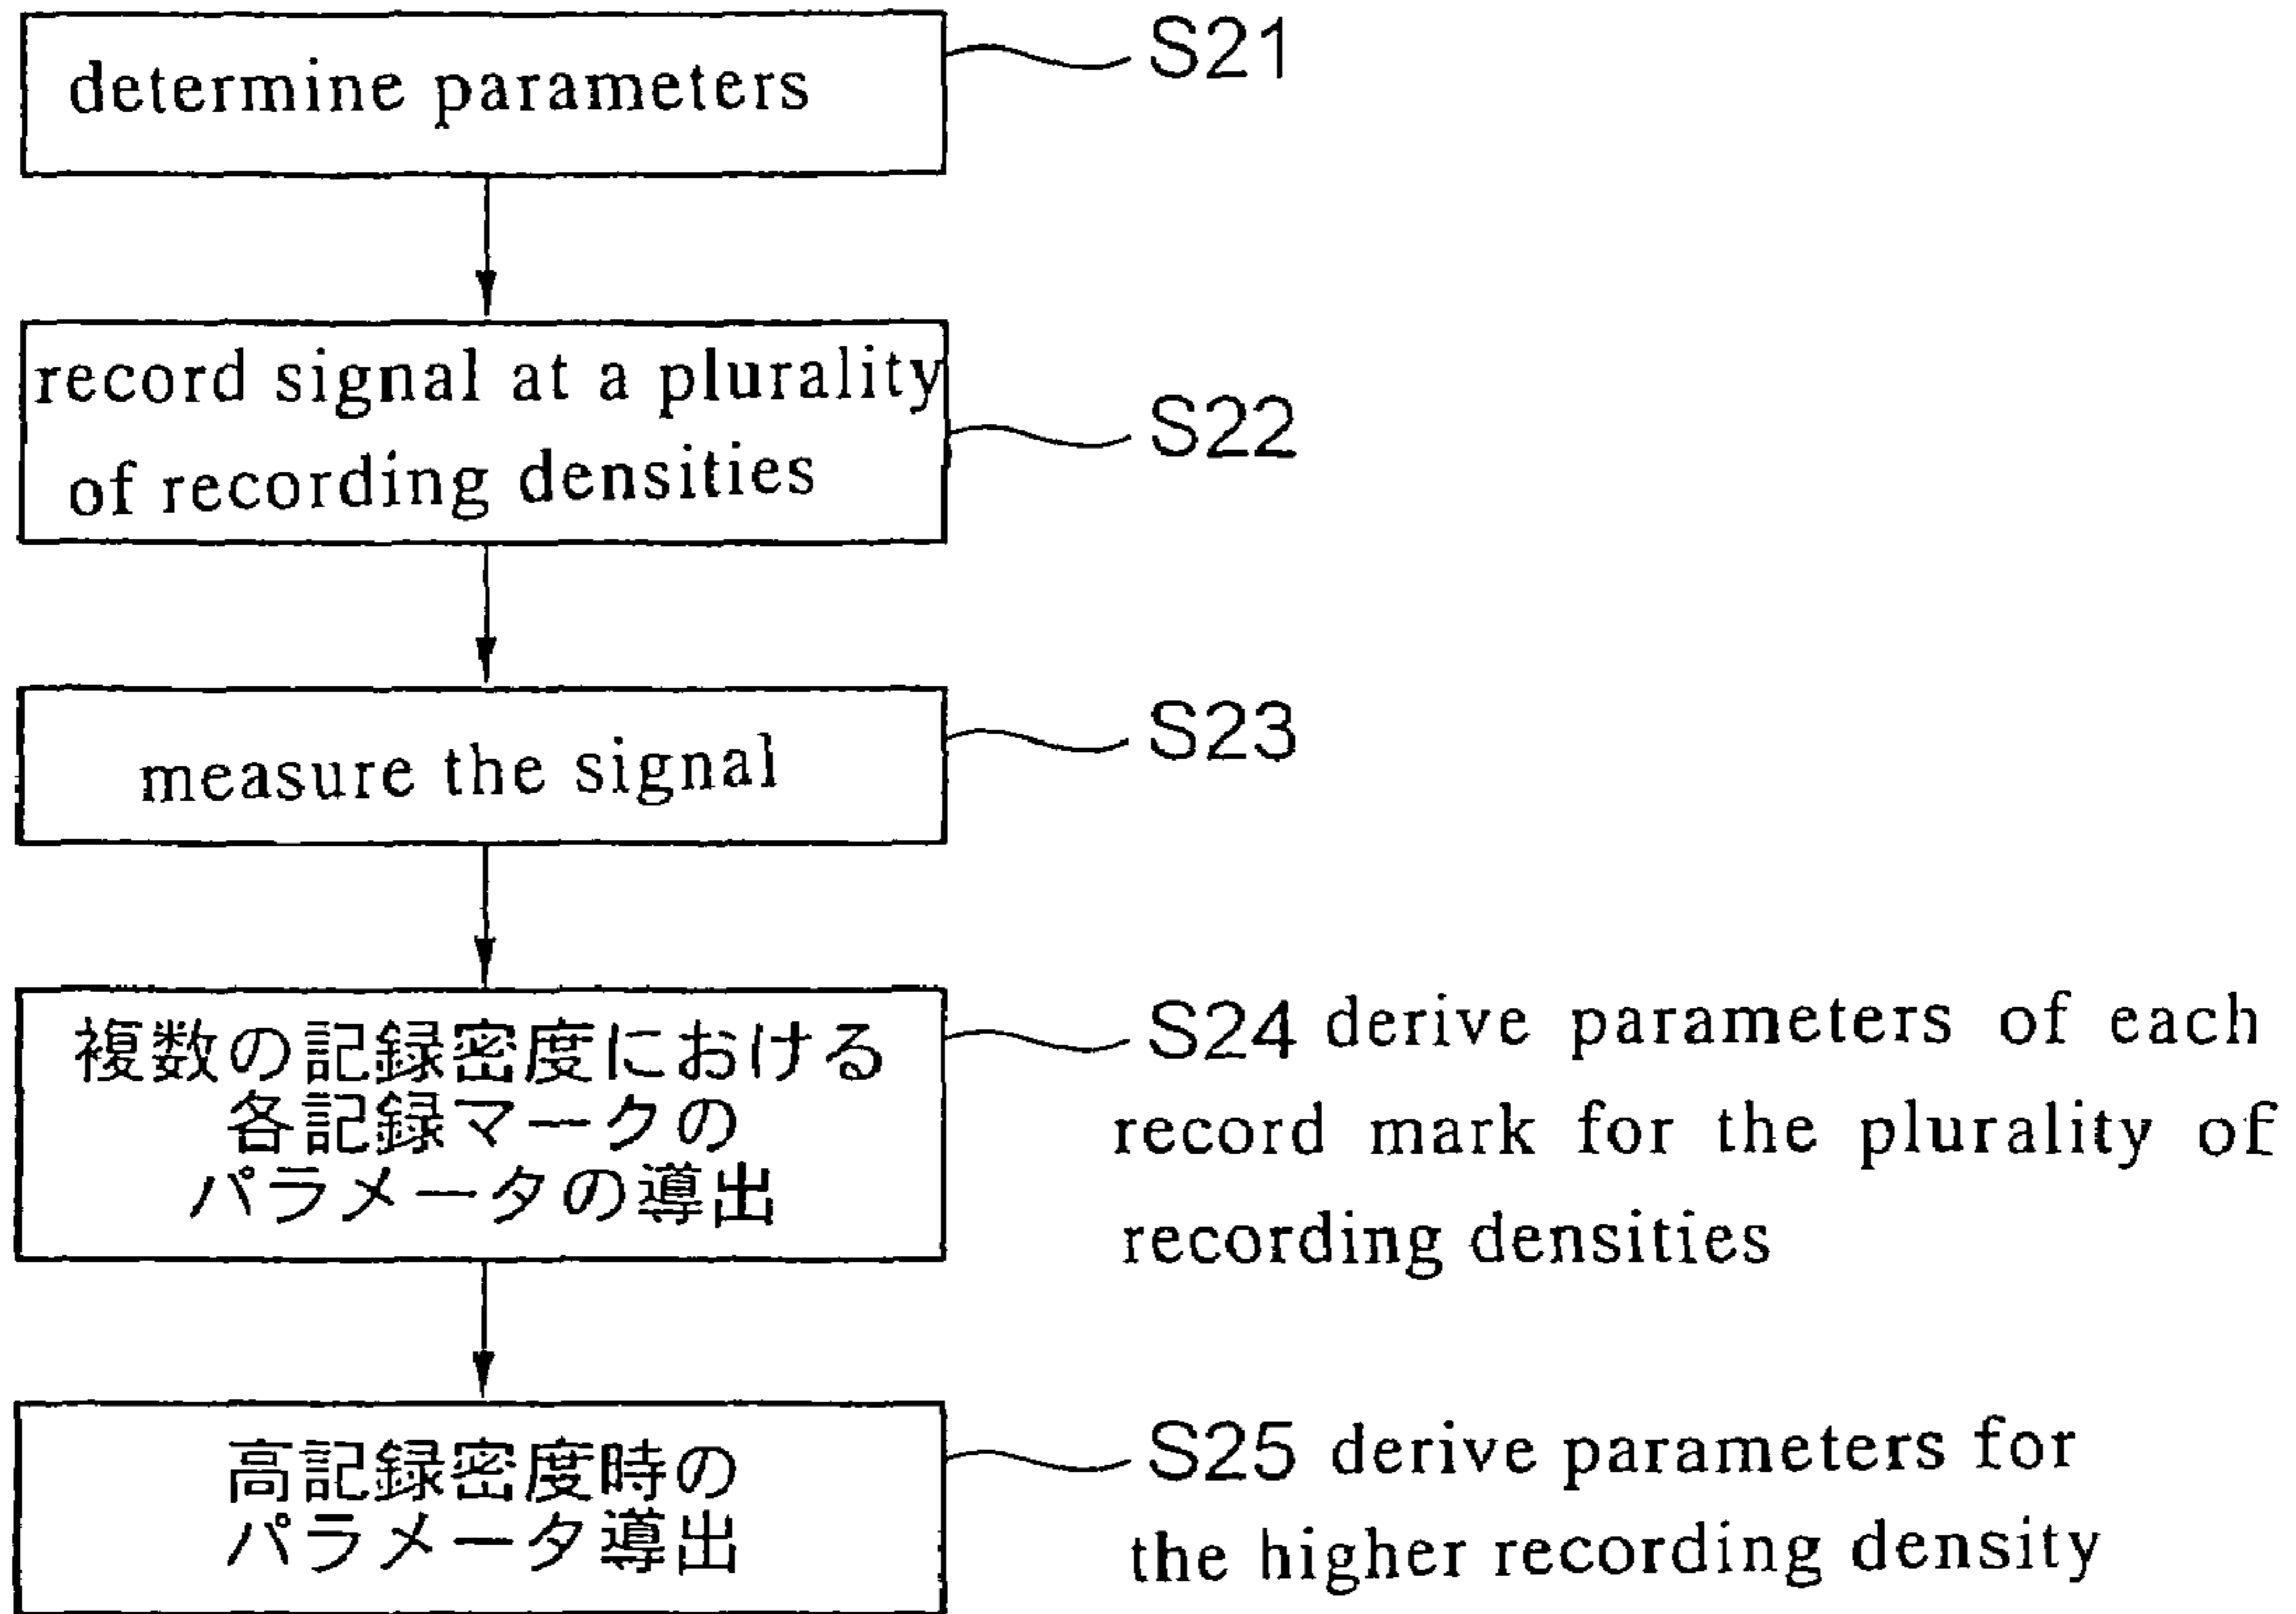 determine parameters
S21
record signal at a plurality
of recording densities
S22
measure the signal
S23
複数の記録密度における
各記録マークの
パラメータの導出
S24 derive parameters of each
record mark for the plurality of
recording densities
高記録密度時の
パラメータ導出
S25 derive parameters for
the higher recording density